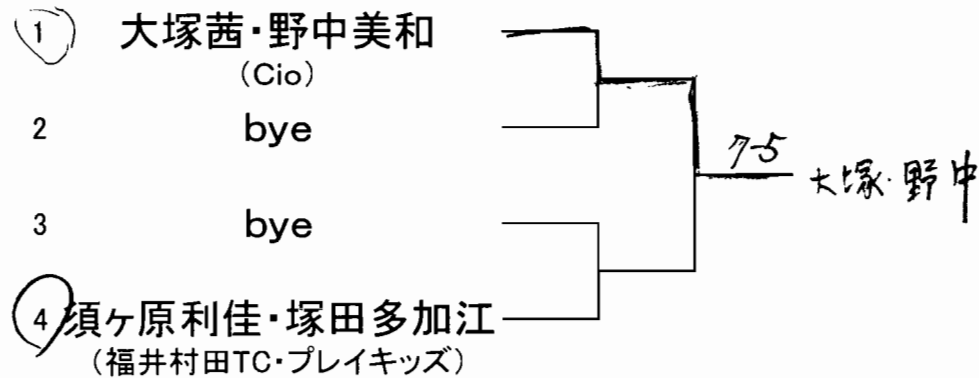 1 大塚茜・野中美和
(Cio)
2 bye
7-5
大塚・野中
3 bye
4 須ヶ原利佳・塚田多加江
(福井村田TC・プレイキッズ)